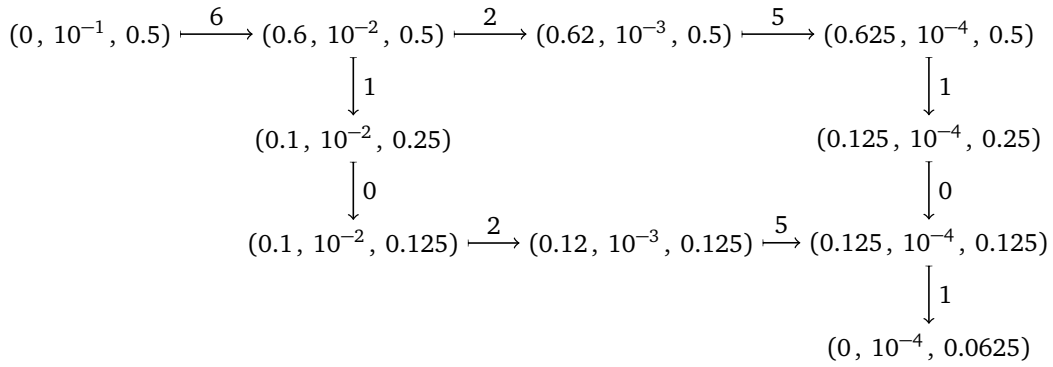 6 2 5
(0, 10⁻¹, 0.5) ⟼ (0.6, 10⁻², 0.5) ⟼ (0.62, 10⁻³, 0.5) ⟼ (0.625, 10⁻⁴, 0.5)
1 1
(0.1, 10⁻², 0.25) (0.125, 10⁻⁴, 0.25)
0 0
2 5
(0.1, 10⁻², 0.125) ⟼ (0.12, 10⁻³, 0.125) ⟼ (0.125, 10⁻⁴, 0.125)
1
(0, 10⁻⁴, 0.0625)